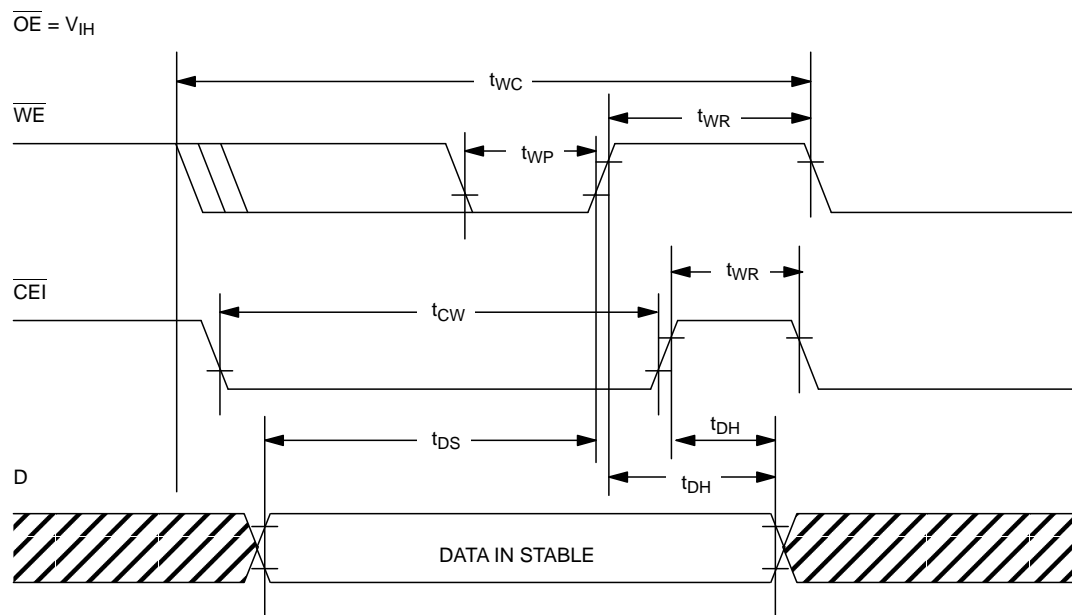 OE = VIH
tWC
WE
tWR
tWP
CEI
tWR
tCW
tDH
tDS
D
tDH
DATA IN STABLE